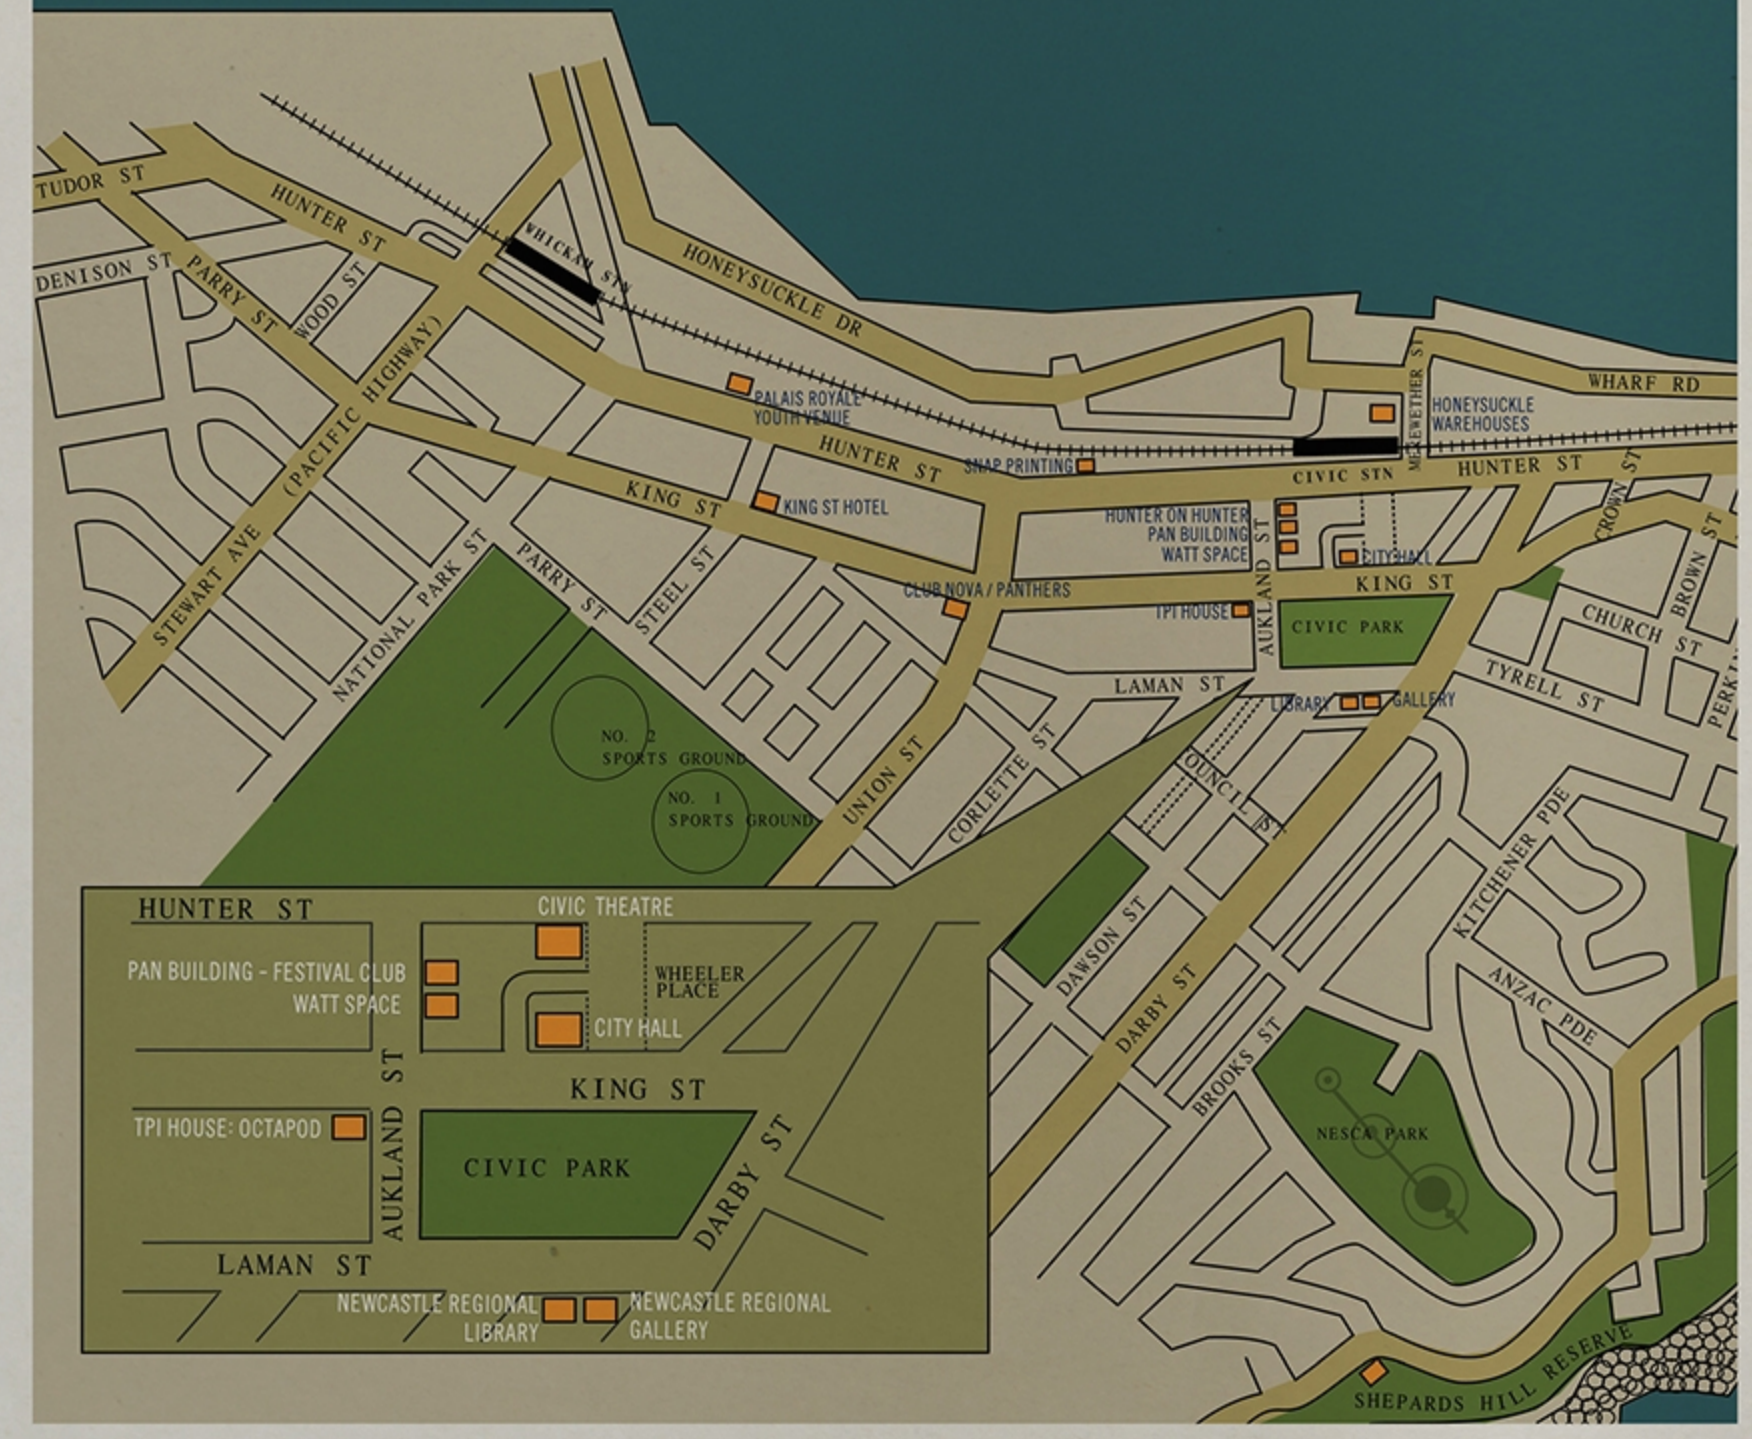 TUDOR ST
HUNTER ST
DENISON ST
PARRY ST
WOOD ST
WHICKAM STN
HONEYSUCKLE DR
(PACIFIC HIGHWAY)
STEWART AVE
PALAIS ROYALE
YOUTH VENUE
HUNTER ST
SNAP PRINTING
CIVIC STN
MEREWETHER ST
HONEYSUCKLE
WAREHOUSES
WHARF RD
HUNTER ST
CROWN ST
KING ST
KING ST HOTEL
NATIONAL PARK ST
PARRY ST
STEEL ST
CLUB NOVA / PANTHERS
HUNTER ON HUNTER
PAN BUILDING
WATT SPACE
AUKLAND ST
CITY HALL
KING ST
TPI HOUSE
CIVIC PARK
BROWN ST
CHURCH ST
TYRELL ST
LAMAN ST
LIBRARY
GALLERY
NO. 2
SPORTS GROUND
NO. 1
SPORTS GROUND
UNION ST
CORLETTE ST
OUNCIL ST
KITCHENER PDE
DAWSON ST
DARBY ST
ANZAC PDE
BROOKS ST
NESCA PARK
SHEPARDS HILL RESERVE
HUNTER ST
CIVIC THEATRE
PAN BUILDING - FESTIVAL CLUB
WATT SPACE
WHEELER
PLACE
CITY HALL
AUKLAND ST
KING ST
TPI HOUSE: OCTAPOD
CIVIC PARK
DARBY ST
LAMAN ST
NEWCASTLE REGIONAL
LIBRARY
NEWCASTLE REGIONAL
GALLERY